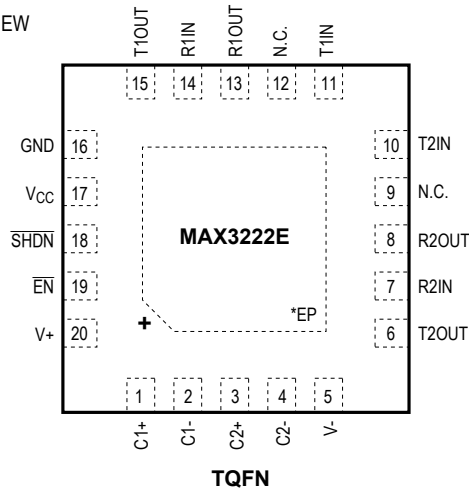 EW
T1OUT R1IN R1OUT N.C. T1IN
15 14 13 12 11
GND 16 10 T2IN
VCC 17 9 N.C.
SHDN 18 MAX3222E 8 R2OUT
EN 19 7 R2IN
*EP
V+ 20 + 6 T2OUT
1 2 3 4 5
C1+ C1- C2+ C2- V-
TQFN